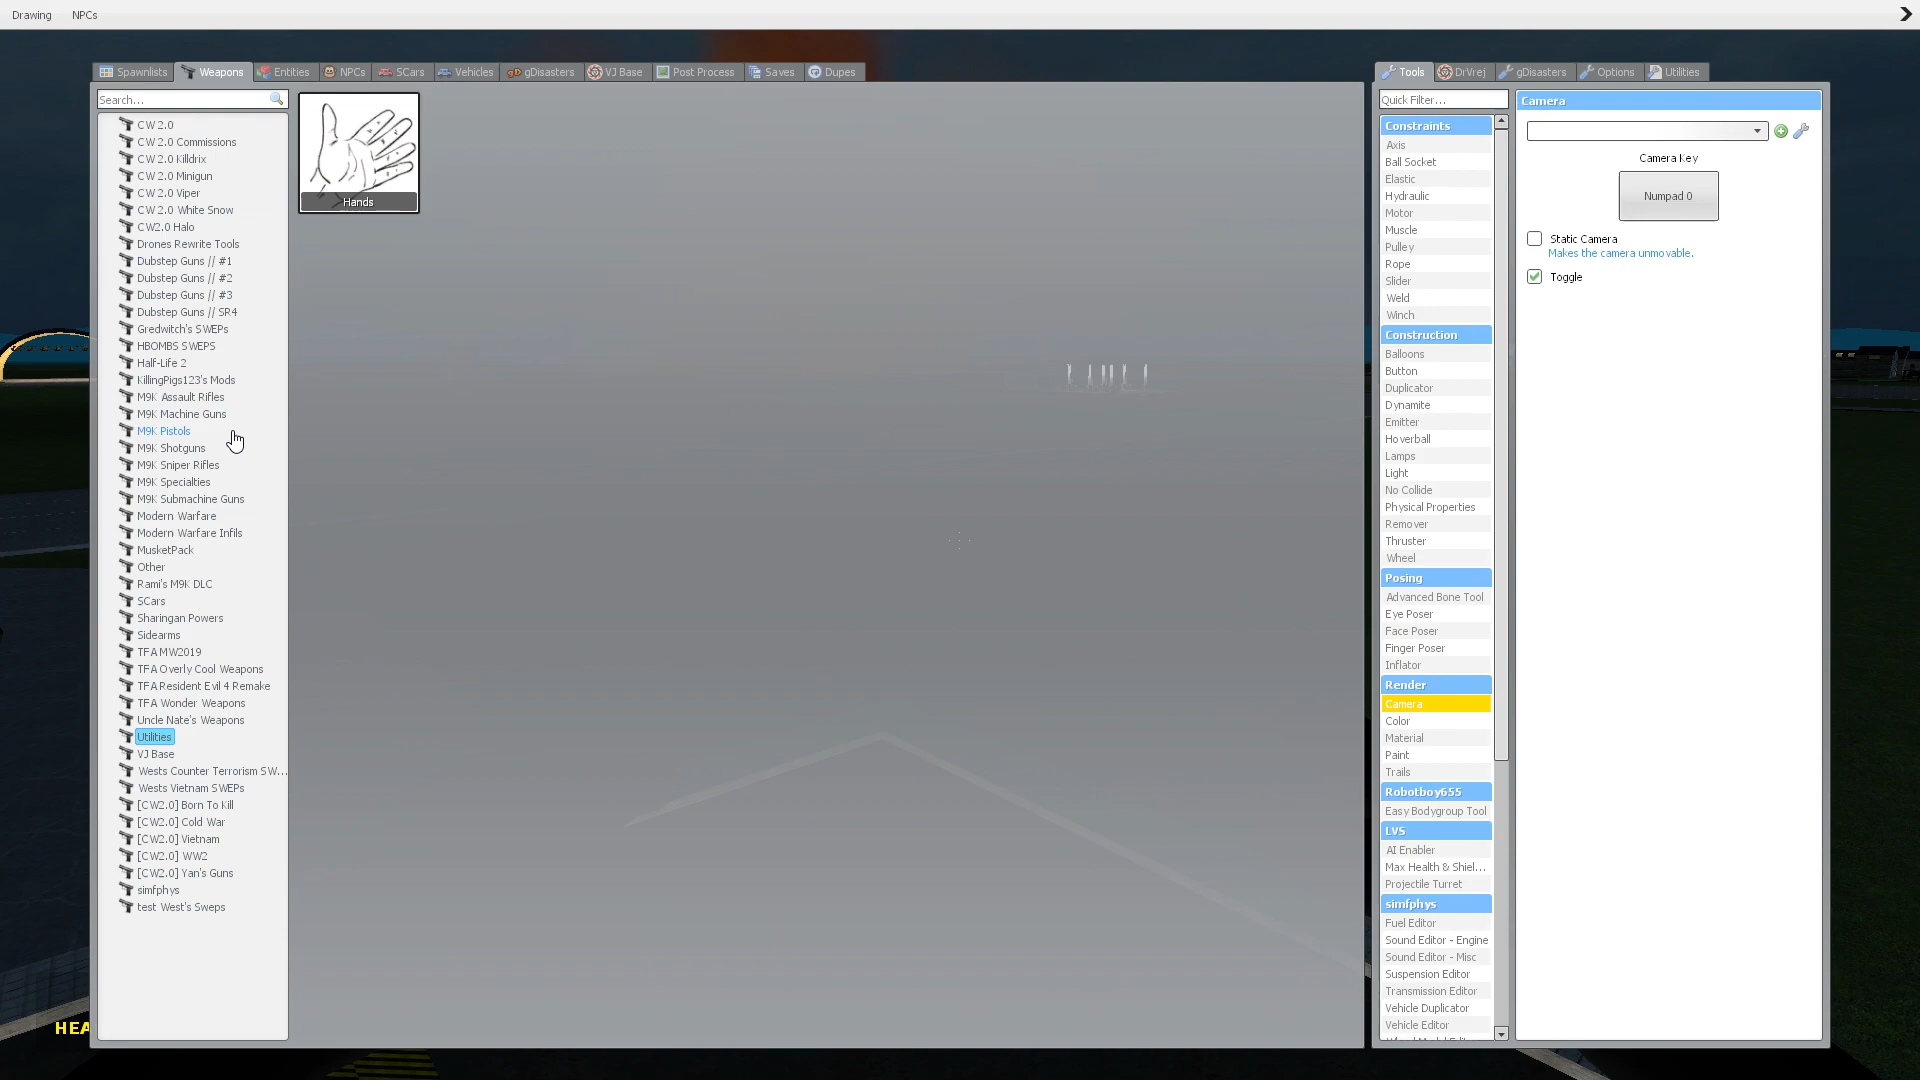 Drawing NPCs
Spawnlists Weapons Entities NPCs SCars Vehicles gDisasters VJ Base Post Process Saves Dupes
Search...
CW 2.0
CW 2.0 Commissions
CW 2.0 Killdrix
CW 2.0 Minigun
CW 2.0 Viper
CW 2.0 White Snow
CW2.0 Halo
Drones Rewrite Tools
Dubstep Guns // #1
Dubstep Guns // #2
Dubstep Guns // #3
Dubstep Guns // SR4
Gredwitch's SWEPs
HBOMBS SWEPS
Half-Life 2
KillingPigs123's Mods
M9K Assault Rifles
M9K Machine Guns
M9K Pistols
M9K Shotguns
M9K Sniper Rifles
M9K Specialties
M9K Submachine Guns
Modern Warfare
Modern Warfare Infils
MusketPack
Other
Rami's M9K DLC
SCars
Sharingan Powers
Sidearms
TFA MW2019
TFA Overly Cool Weapons
TFA Resident Evil 4 Remake
TFA Wonder Weapons
Uncle Nate's Weapons
Utilities
VJ Base
Wests Counter Terrorism SW...
Wests Vietnam SWEPs
[CW2.0] Born To Kill
[CW2.0] Cold War
[CW2.0] Vietnam
[CW2.0] WW2
[CW2.0] Yan's Guns
simfphys
test West's Sweps
HEA
Hands
Tools DrVrej gDisasters Options Utilities
Quick Filter...
Constraints
Axis
Ball Socket
Elastic
Hydraulic
Motor
Muscle
Pulley
Rope
Slider
Weld
Winch
Construction
Balloons
Button
Duplicator
Dynamite
Emitter
Hoverball
Lamps
Light
No Collide
Physical Properties
Remover
Thruster
Wheel
Posing
Advanced Bone Tool
Eye Poser
Face Poser
Finger Poser
Inflator
Render
Camera
Color
Material
Paint
Trails
Robotboy655
Easy Bodygroup Tool
LVS
AI Enabler
Max Health & Shiel...
Projectile Turret
simfphys
Fuel Editor
Sound Editor - Engine
Sound Editor - Misc
Suspension Editor
Transmission Editor
Vehicle Duplicator
Vehicle Editor
Camera
Camera Key
Numpad 0
Static Camera
Makes the camera unmovable.
Toggle